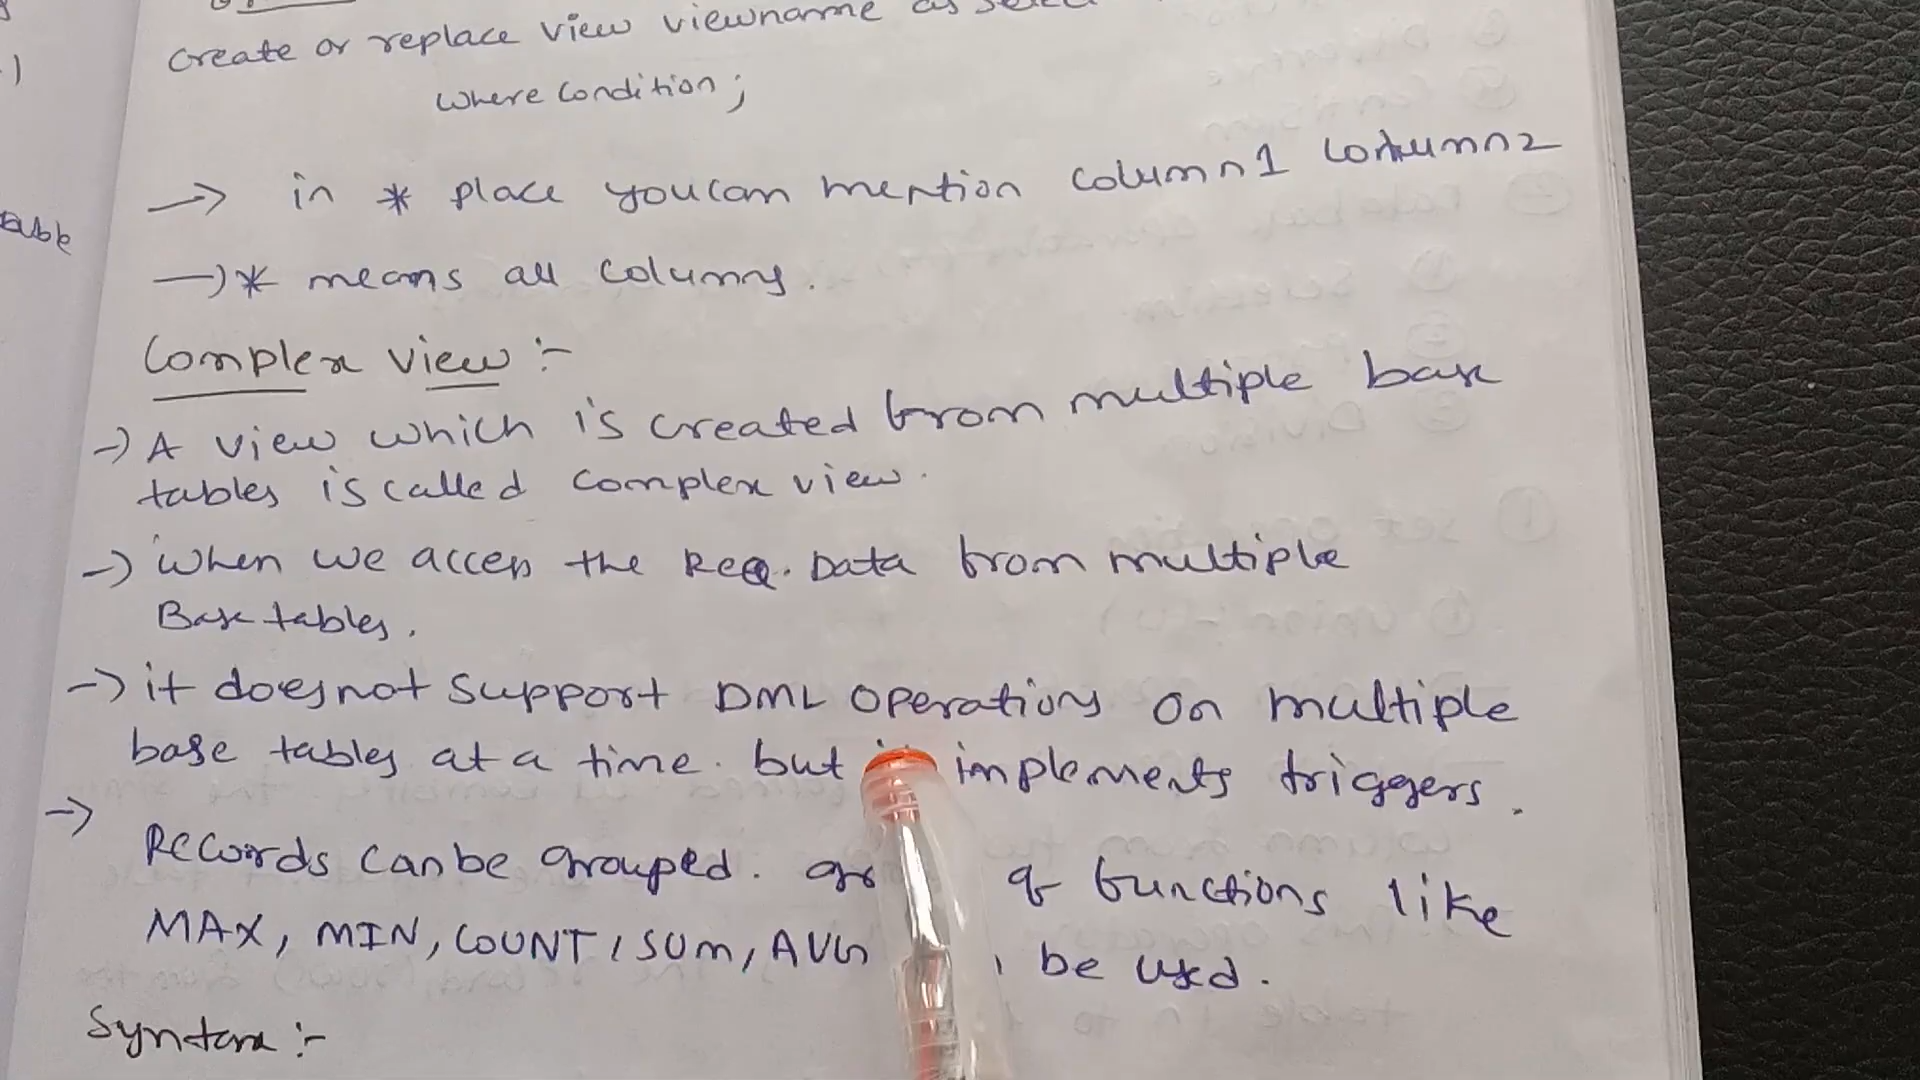 Create or replace view viewname as
where condition;
→ in * place you can mention column1 column2
→ * means all columns.
Complex view :-
→ A view which is created from multiple base
tables is called complex view.
→ when we access the Req. Data from multiple
Base tables.
→ it does not support DML operations on multiple
base tables at a time. but implements triggers.
→
Records can be grouped. of functions like
MAX, MIN, COUNT, SUM, AVG be used.
Syntax :-